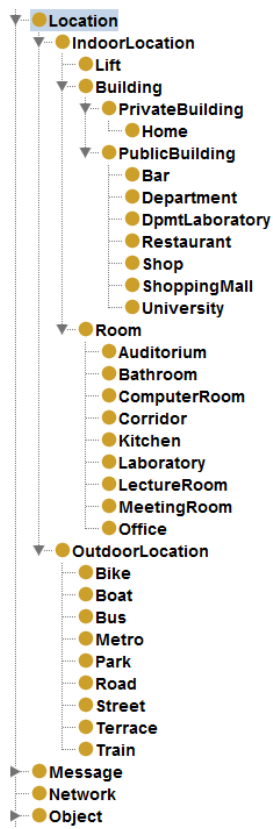 Location
IndoorLocation
Lift
Building
PrivateBuilding
Home
PublicBuilding
Bar
Department
DpmtLaboratory
Restaurant
Shop
ShoppingMall
University
Room
Auditorium
Bathroom
ComputerRoom
Corridor
Kitchen
Laboratory
LectureRoom
MeetingRoom
Office
OutdoorLocation
Bike
Boat
Bus
Metro
Park
Road
Street
Terrace
Train
Message
Network
Object